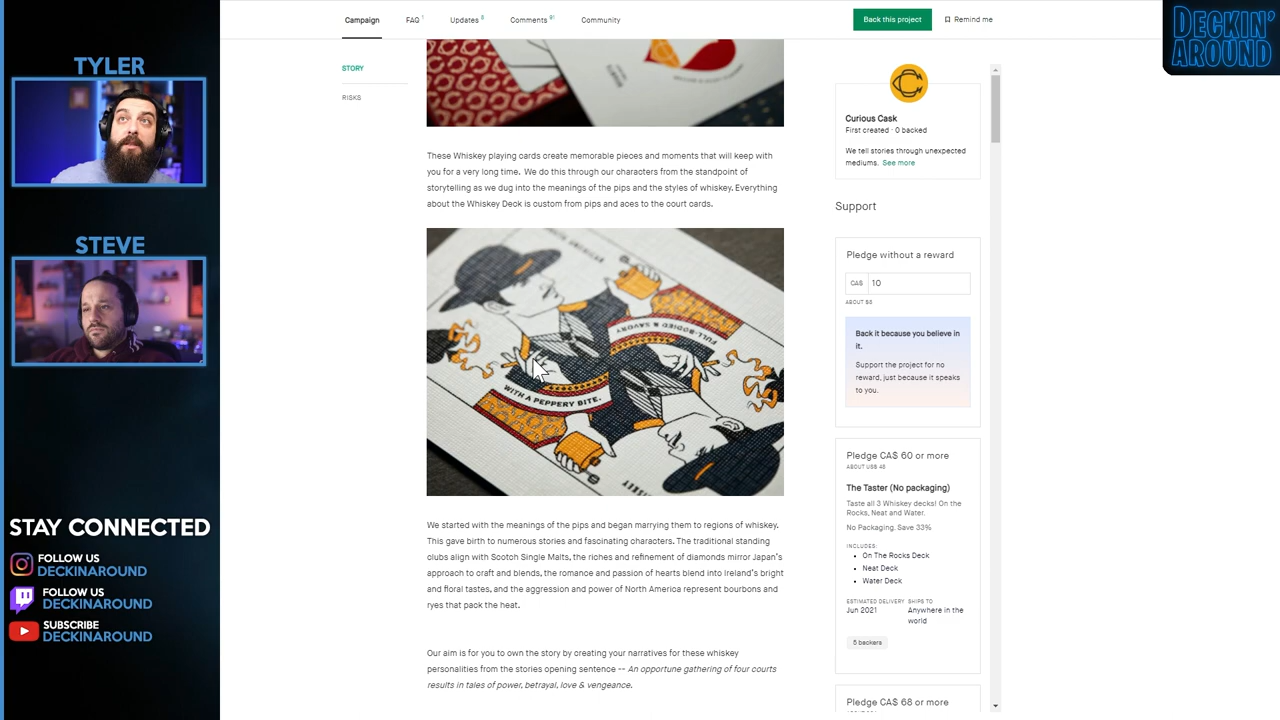 TYLER
STEVE
STAY CONNECTED
FOLLOW US
DECKINAROUND
FOLLOW US
DECKINAROUND
SUBSCRIBE
DECKINAROUND
Campaign
FAQ 1
Updates 8
Comments 91
Community
Back this project
Remind me
DECKIN'
AROUND
STORY
RISKS
These Whiskey playing cards create memorable pieces and moments that will keep with
you for a very long time. We do this through our characters from the standpoint of
storytelling as we dug into the meanings of the pips and the styles of whiskey. Everything
about the Whiskey Deck is custom from pips and aces to the court cards.
FULL-BODIED & SAVORY
WITH A PEPPERY BITE.
We started with the meanings of the pips and began marrying them to regions of whiskey.
This gave birth to numerous stories and fascinating characters. The traditional standing
clubs align with Scotch Single Malts, the riches and refinement of diamonds mirror Japan's
approach to craft and blends, the romance and passion of hearts blend into Ireland's bright
and floral tastes, and the aggression and power of North America represent bourbons and
ryes that pack the heat.
Our aim is for you to own the story by creating your narratives for these whiskey
personalities from the stories opening sentence -- An opportune gathering of four courts
results in tales of power, betrayal, love & vengeance.
Curious Cask
First created · 0 backed
We tell stories through unexpected
mediums. See more
Support
Pledge without a reward
CA$ 10
ABOUT $8
Back it because you believe in
it.
Support the project for no
reward, just because it speaks
to you.
Pledge CA$ 60 or more
ABOUT US$ 48
The Taster (No packaging)
Taste all 3 Whiskey decks! On the
Rocks, Neat and Water.
No Packaging. Save 33%
INCLUDES:
• On The Rocks Deck
• Neat Deck
• Water Deck
ESTIMATED DELIVERY SHIPS TO
Jun 2021 Anywhere in the
world
5 backers
Pledge CA$ 68 or more